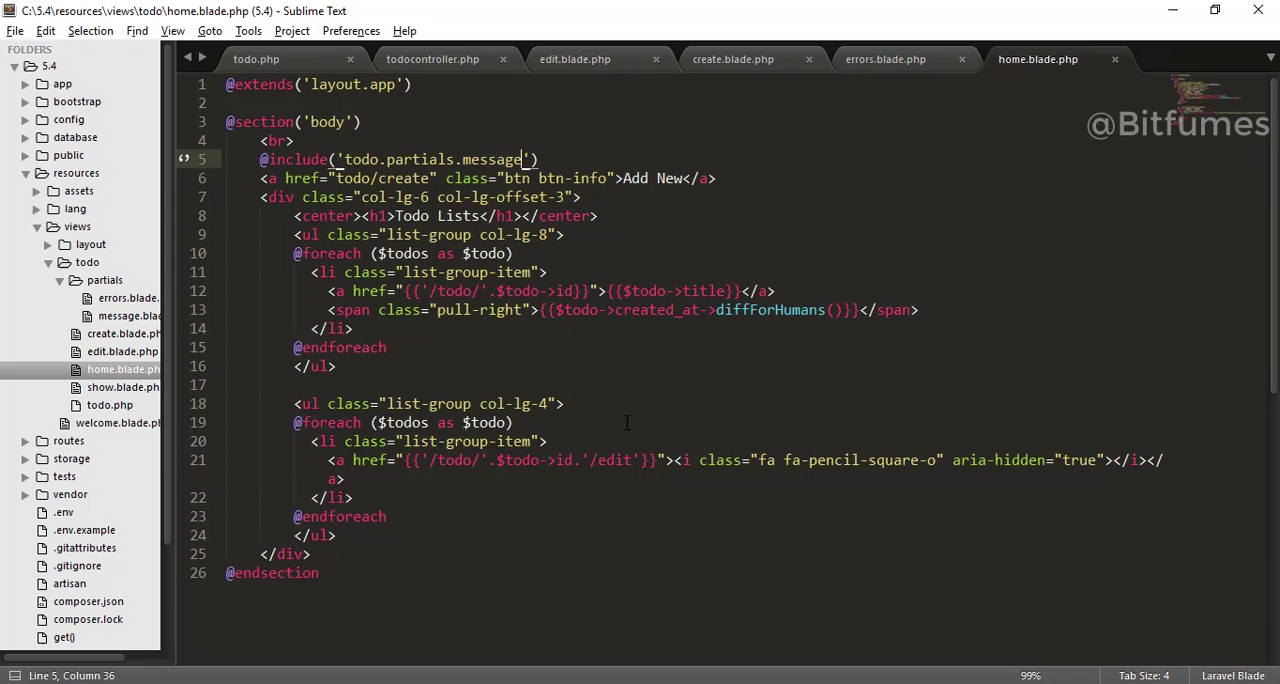 C:\5.4\resources\views\todo\home.blade.php (5.4) - Sublime Text
File Edit Selection Find View Goto Tools Project Preferences Help
FOLDERS
5.4
app
bootstrap
config
database
public
resources
assets
lang
views
layout
todo
partials
errors.blade.
message.blad
create.blade.ph
edit.blade.php
home.blade.ph
show.blade.ph
todo.php
welcome.blade.ph
routes
storage
tests
vendor
.env
.env.example
.gitattributes
.gitignore
artisan
composer.json
composer.lock
get()
todo.php × todocontroller.php × edit.blade.php × create.blade.php × errors.blade.php × home.blade.php ×
@Bitfumes
1 @extends('layout.app')
2
3 @section('body')
4 <br>
5 @include('todo.partials.message')
6 <a href="todo/create" class="btn btn-info">Add New</a>
7 <div class="col-lg-6 col-lg-offset-3">
8 <center><h1>Todo Lists</h1></center>
9 <ul class="list-group col-lg-8">
10 @foreach ($todos as $todo)
11 <li class="list-group-item">
12 <a href="{{'/todo/'.$todo->id}}">{{$todo->title}}</a>
13 <span class="pull-right">{{$todo->created_at->diffForHumans()}}</span>
14 </li>
15 @endforeach
16 </ul>
17
18 <ul class="list-group col-lg-4">
19 @foreach ($todos as $todo)
20 <li class="list-group-item">
21 <a href="{{'/todo/'.$todo->id.'/edit'}}"><i class="fa fa-pencil-square-o" aria-hidden="true"></i></
a>
22 </li>
23 @endforeach
24 </ul>
25 </div>
26 @endsection
Line 5, Column 36 99% Tab Size: 4 Laravel Blade